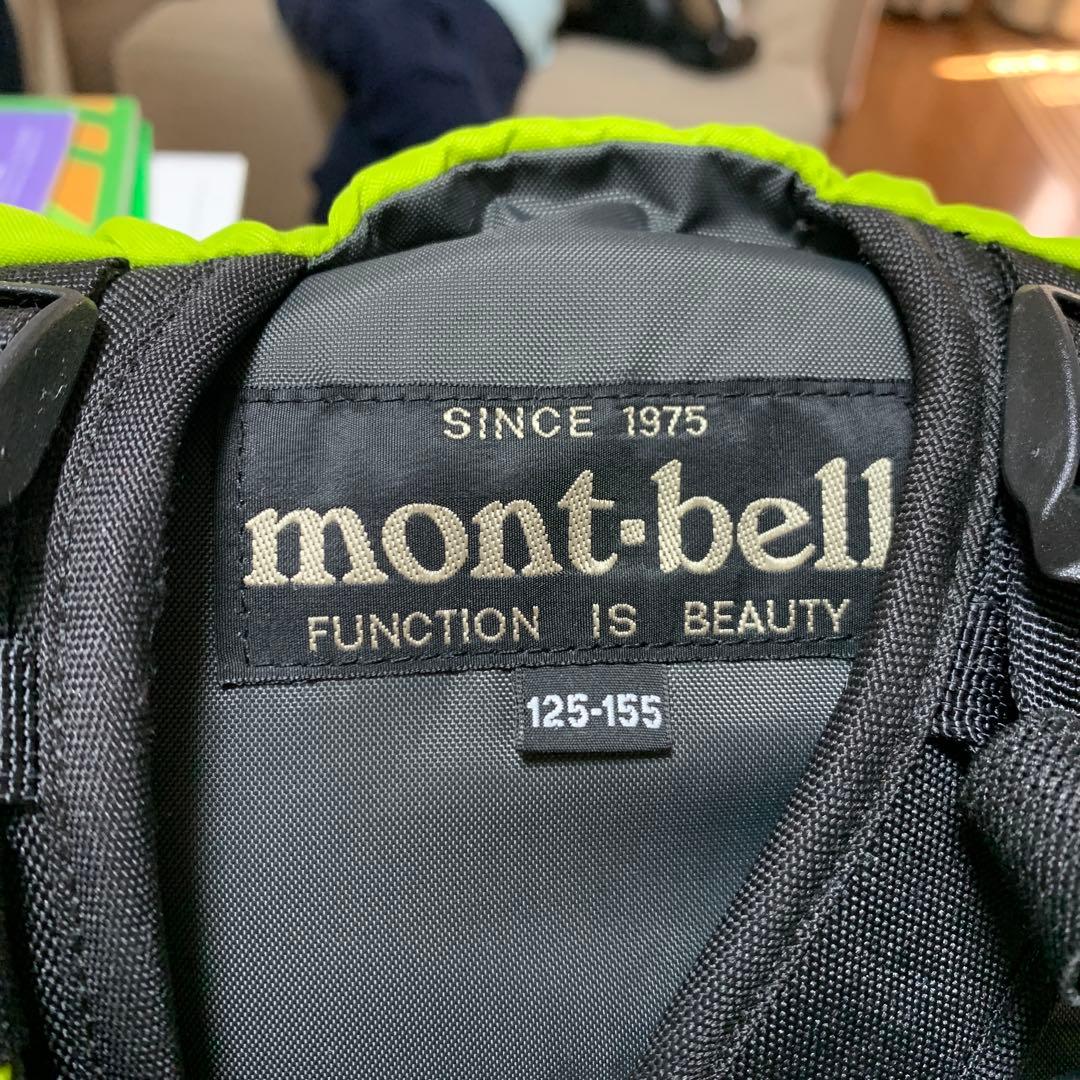 SINCE 1975
mont-bell
FUNCTION IS BEAUTY
125-155